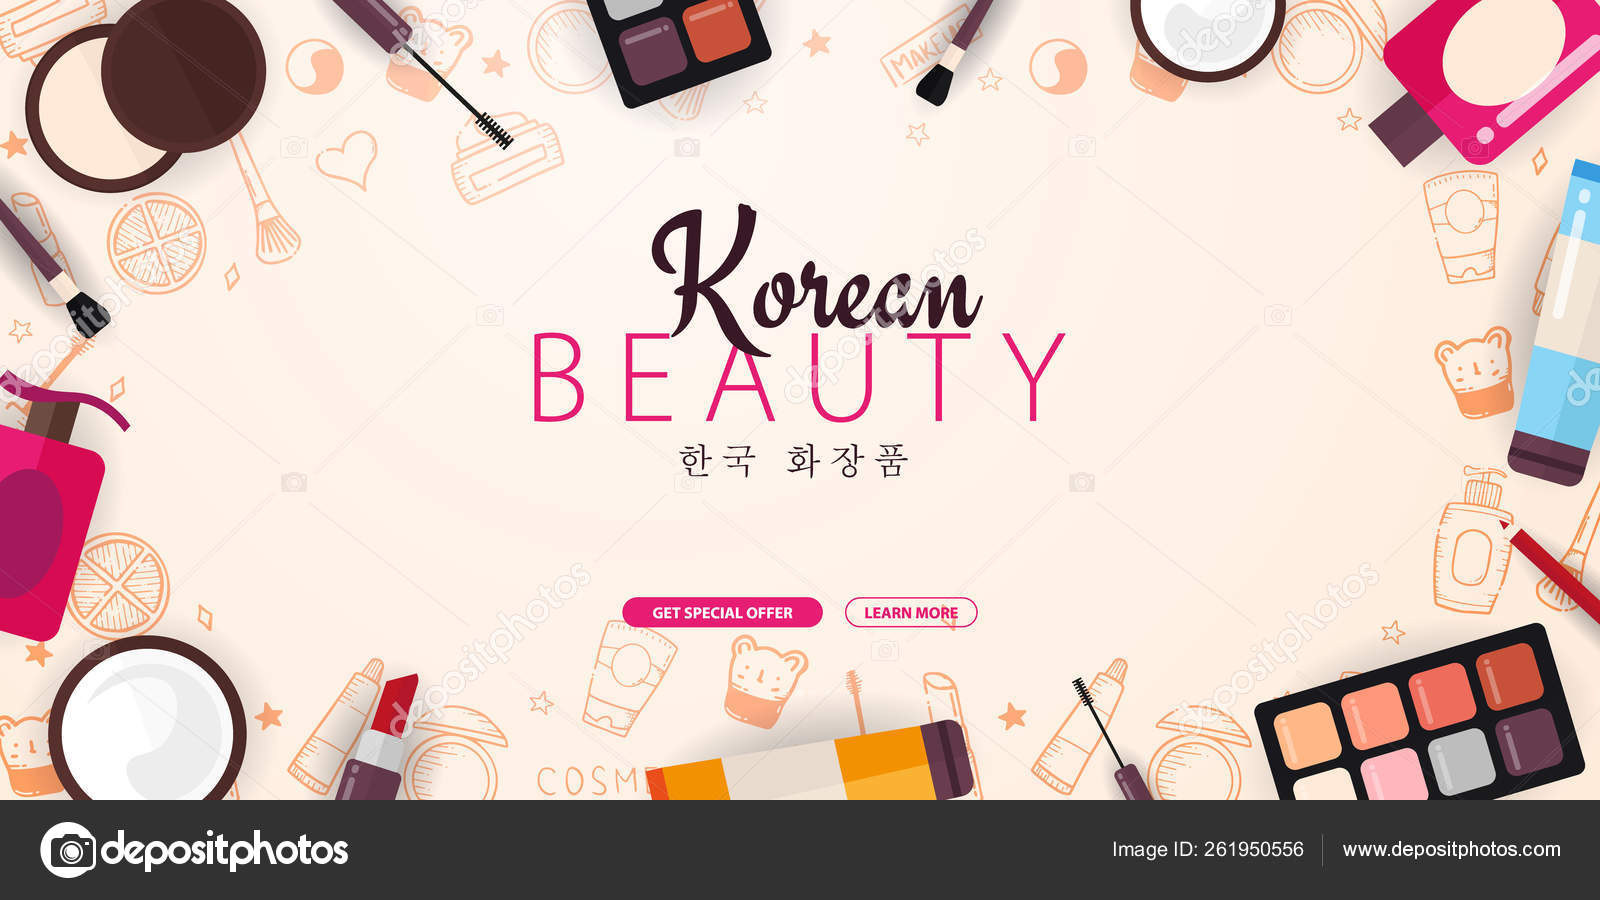 MAKEUP
Korean
BEAUTY
한국 화장품
GET SPECIAL OFFER
LEARN MORE
COSME
depositphotos
Image ID: 261950556
www.depositphotos.com